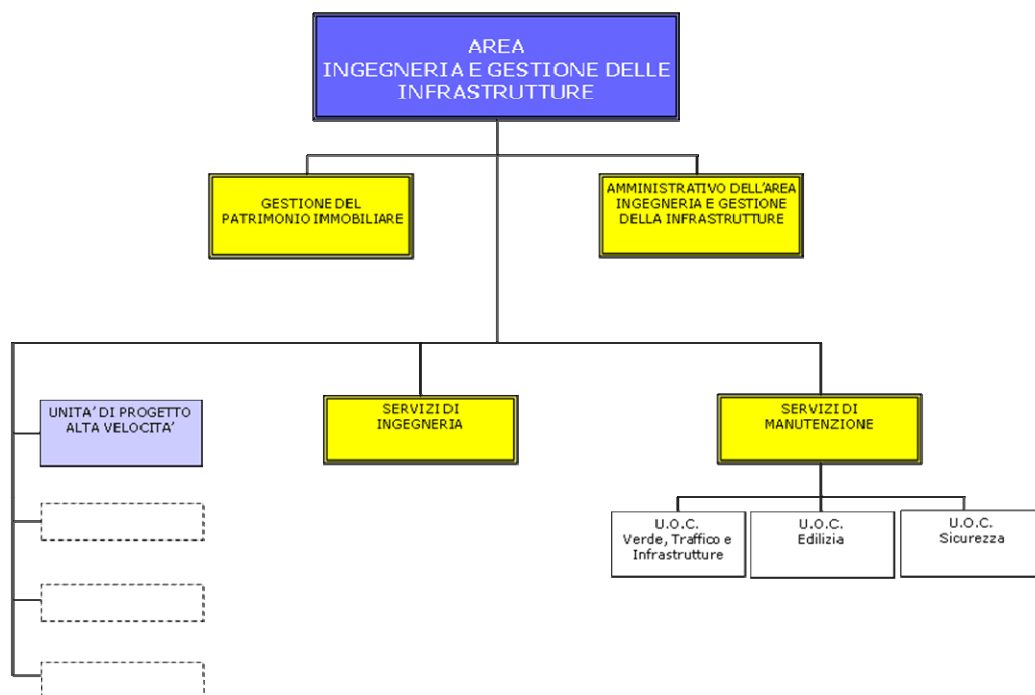 AREA
INGEGNERIA E GESTIONE DELLE
INFRASTRUTTURE
GESTIONE DEL
PATRIMONIO IMMOBILIARE
AMMINISTRATIVO DELL'AREA
INGEGNERIA E GESTIONE
DELLA INFRASTRUTTURE
UNITA' DI PROGETTO
ALTA VELOCITA'
SERVIZI DI
INGEGNERIA
SERVIZI DI
MANUTENZIONE
U.O.C.
Verde, Traffico e
Infrastrutture
U.O.C.
Edilizia
U.O.C.
Sicurezza